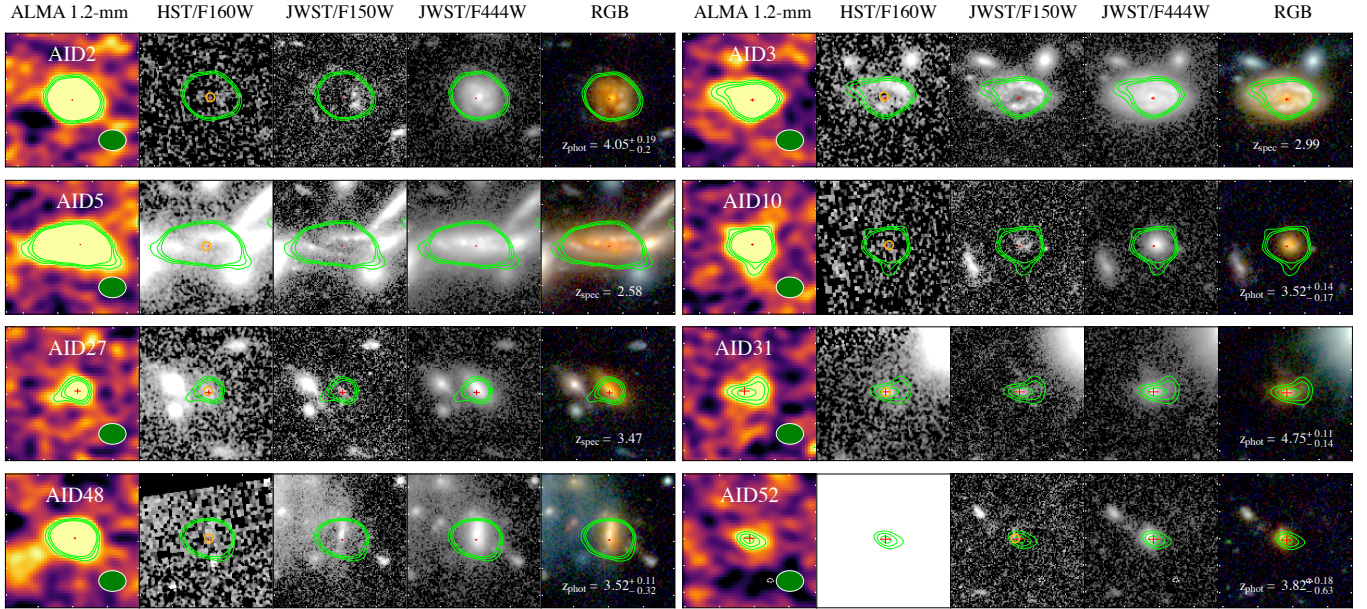 ALMA 1.2-mm HST/F160W JWST/F150W JWST/F444W RGB ALMA 1.2-mm HST/F160W JWST/F150W JWST/F444W RGB
AID2 AID3
z_phot = 4.05^{+0.19}_{-0.2} z_spec = 2.99
AID5 AID10
z_spec = 2.58 z_phot = 3.52^{+0.14}_{-0.17}
AID27 AID31
z_spec = 3.47 z_phot = 4.75^{+0.11}_{-0.14}
AID48 AID52
z_phot = 3.52^{+0.11}_{-0.32} z_phot = 3.82^{+0.18}_{-0.63}